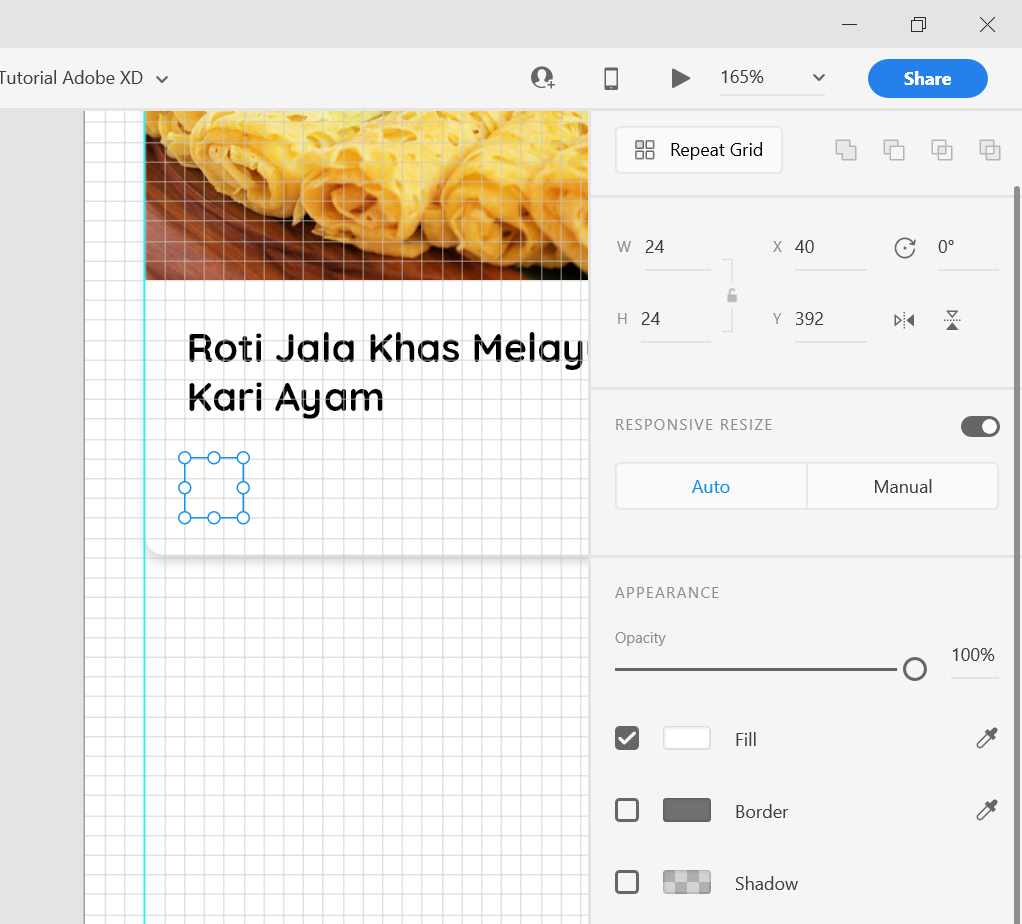 Tutorial Adobe XD
165%
Share
Repeat Grid
W 24
X 40
0°
H 24
Y 392
Roti Jala Khas Melay
Kari Ayam
RESPONSIVE RESIZE
Auto
Manual
APPEARANCE
Opacity
100%
Fill
Border
Shadow